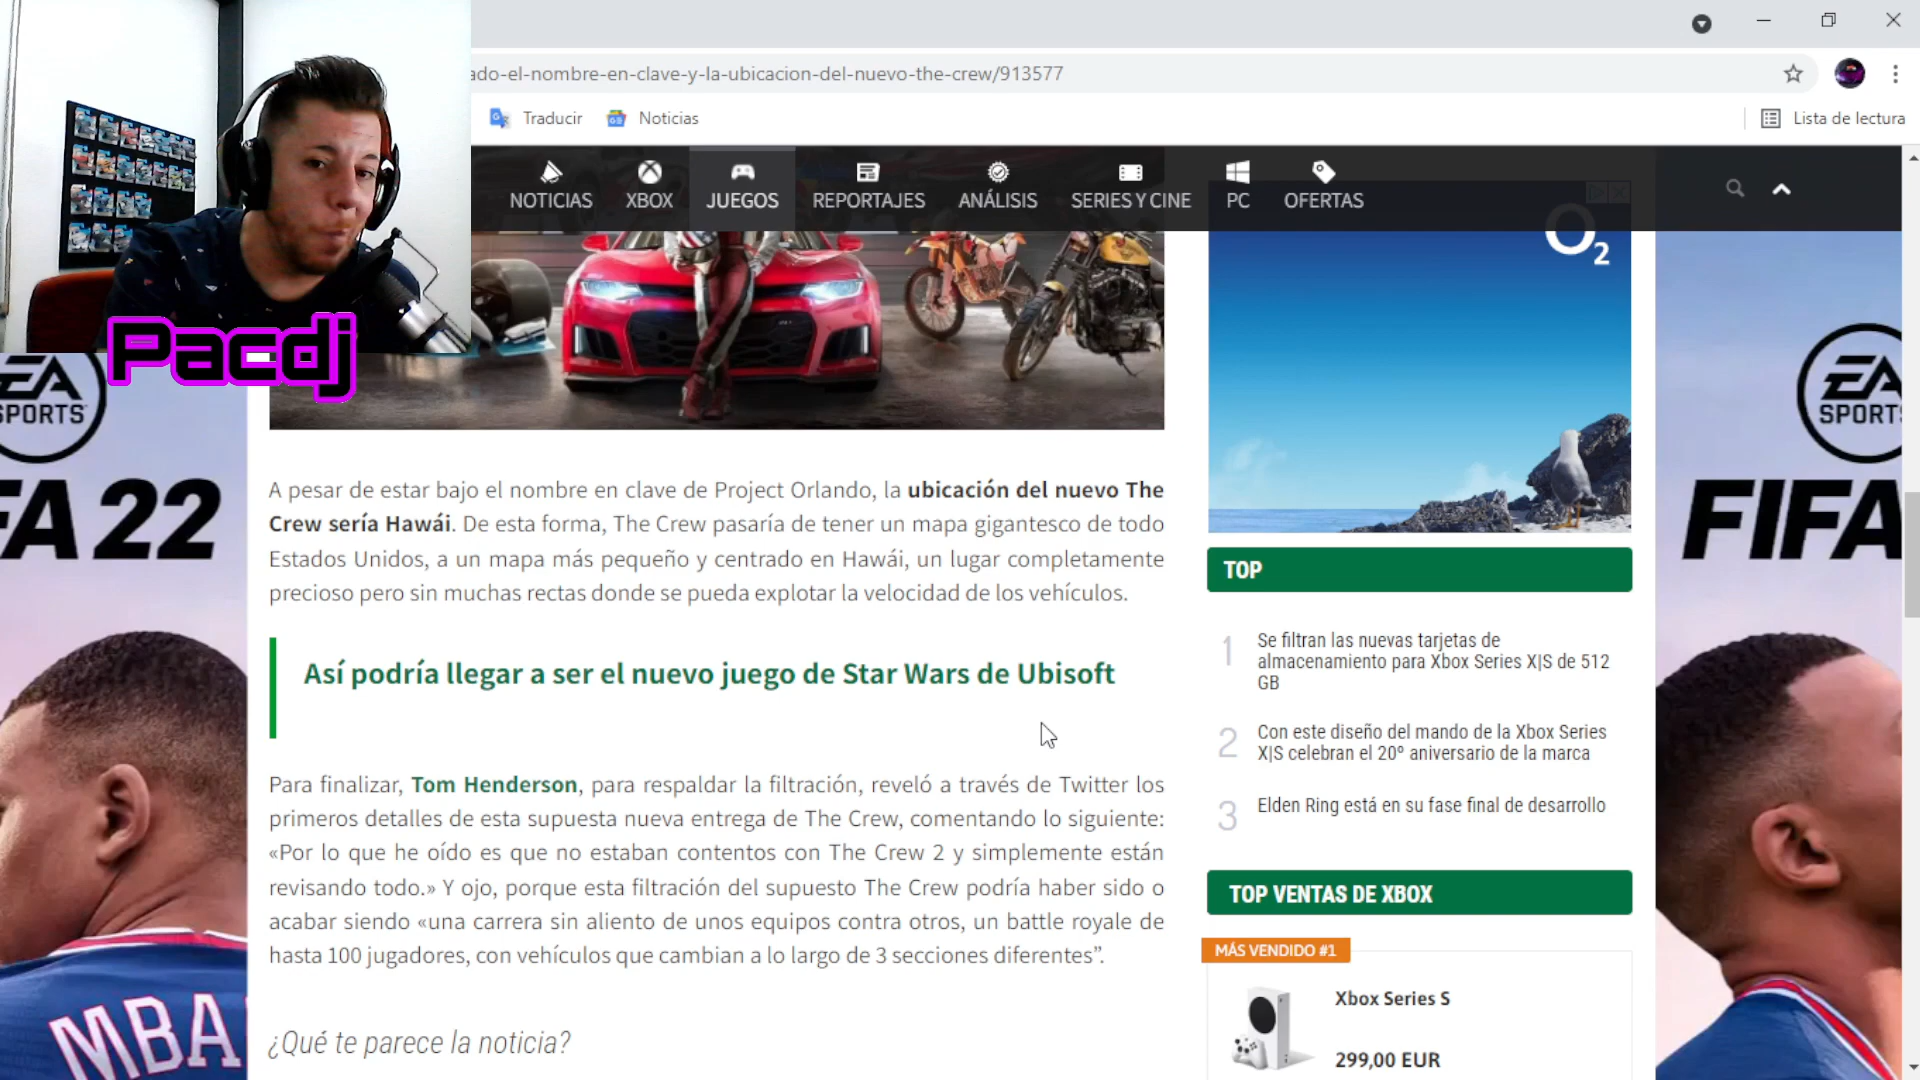 ado-el-nombre-en-clave-y-la-ubicacion-del-nuevo-the-crew/913577
Traducir
Noticias
Lista de lectura
NOTICIAS
XBOX
JUEGOS
REPORTAJES
ANÁLISIS
SERIES Y CINE
PC
OFERTAS
O2
Pacdj
EA
SPORTS
FA 22
EA
SPORTS
FIFA
MBA
A pesar de estar bajo el nombre en clave de Project Orlando, la ubicación del nuevo The
Crew sería Hawái. De esta forma, The Crew pasaría de tener un mapa gigantesco de todo
Estados Unidos, a un mapa más pequeño y centrado en Hawái, un lugar completamente
precioso pero sin muchas rectas donde se pueda explotar la velocidad de los vehículos.
Así podría llegar a ser el nuevo juego de Star Wars de Ubisoft
Para finalizar, Tom Henderson, para respaldar la filtración, reveló a través de Twitter los
primeros detalles de esta supuesta nueva entrega de The Crew, comentando lo siguiente:
«Por lo que he oído es que no estaban contentos con The Crew 2 y simplemente están
revisando todo.» Y ojo, porque esta filtración del supuesto The Crew podría haber sido o
acabar siendo «una carrera sin aliento de unos equipos contra otros, un battle royale de
hasta 100 jugadores, con vehículos que cambian a lo largo de 3 secciones diferentes”.
¿Qué te parece la noticia?
TOP
1
Se filtran las nuevas tarjetas de
almacenamiento para Xbox Series X|S de 512
GB
2
Con este diseño del mando de la Xbox Series
X|S celebran el 20º aniversario de la marca
3
Elden Ring está en su fase final de desarrollo
TOP VENTAS DE XBOX
MÁS VENDIDO #1
Xbox Series S
299,00 EUR